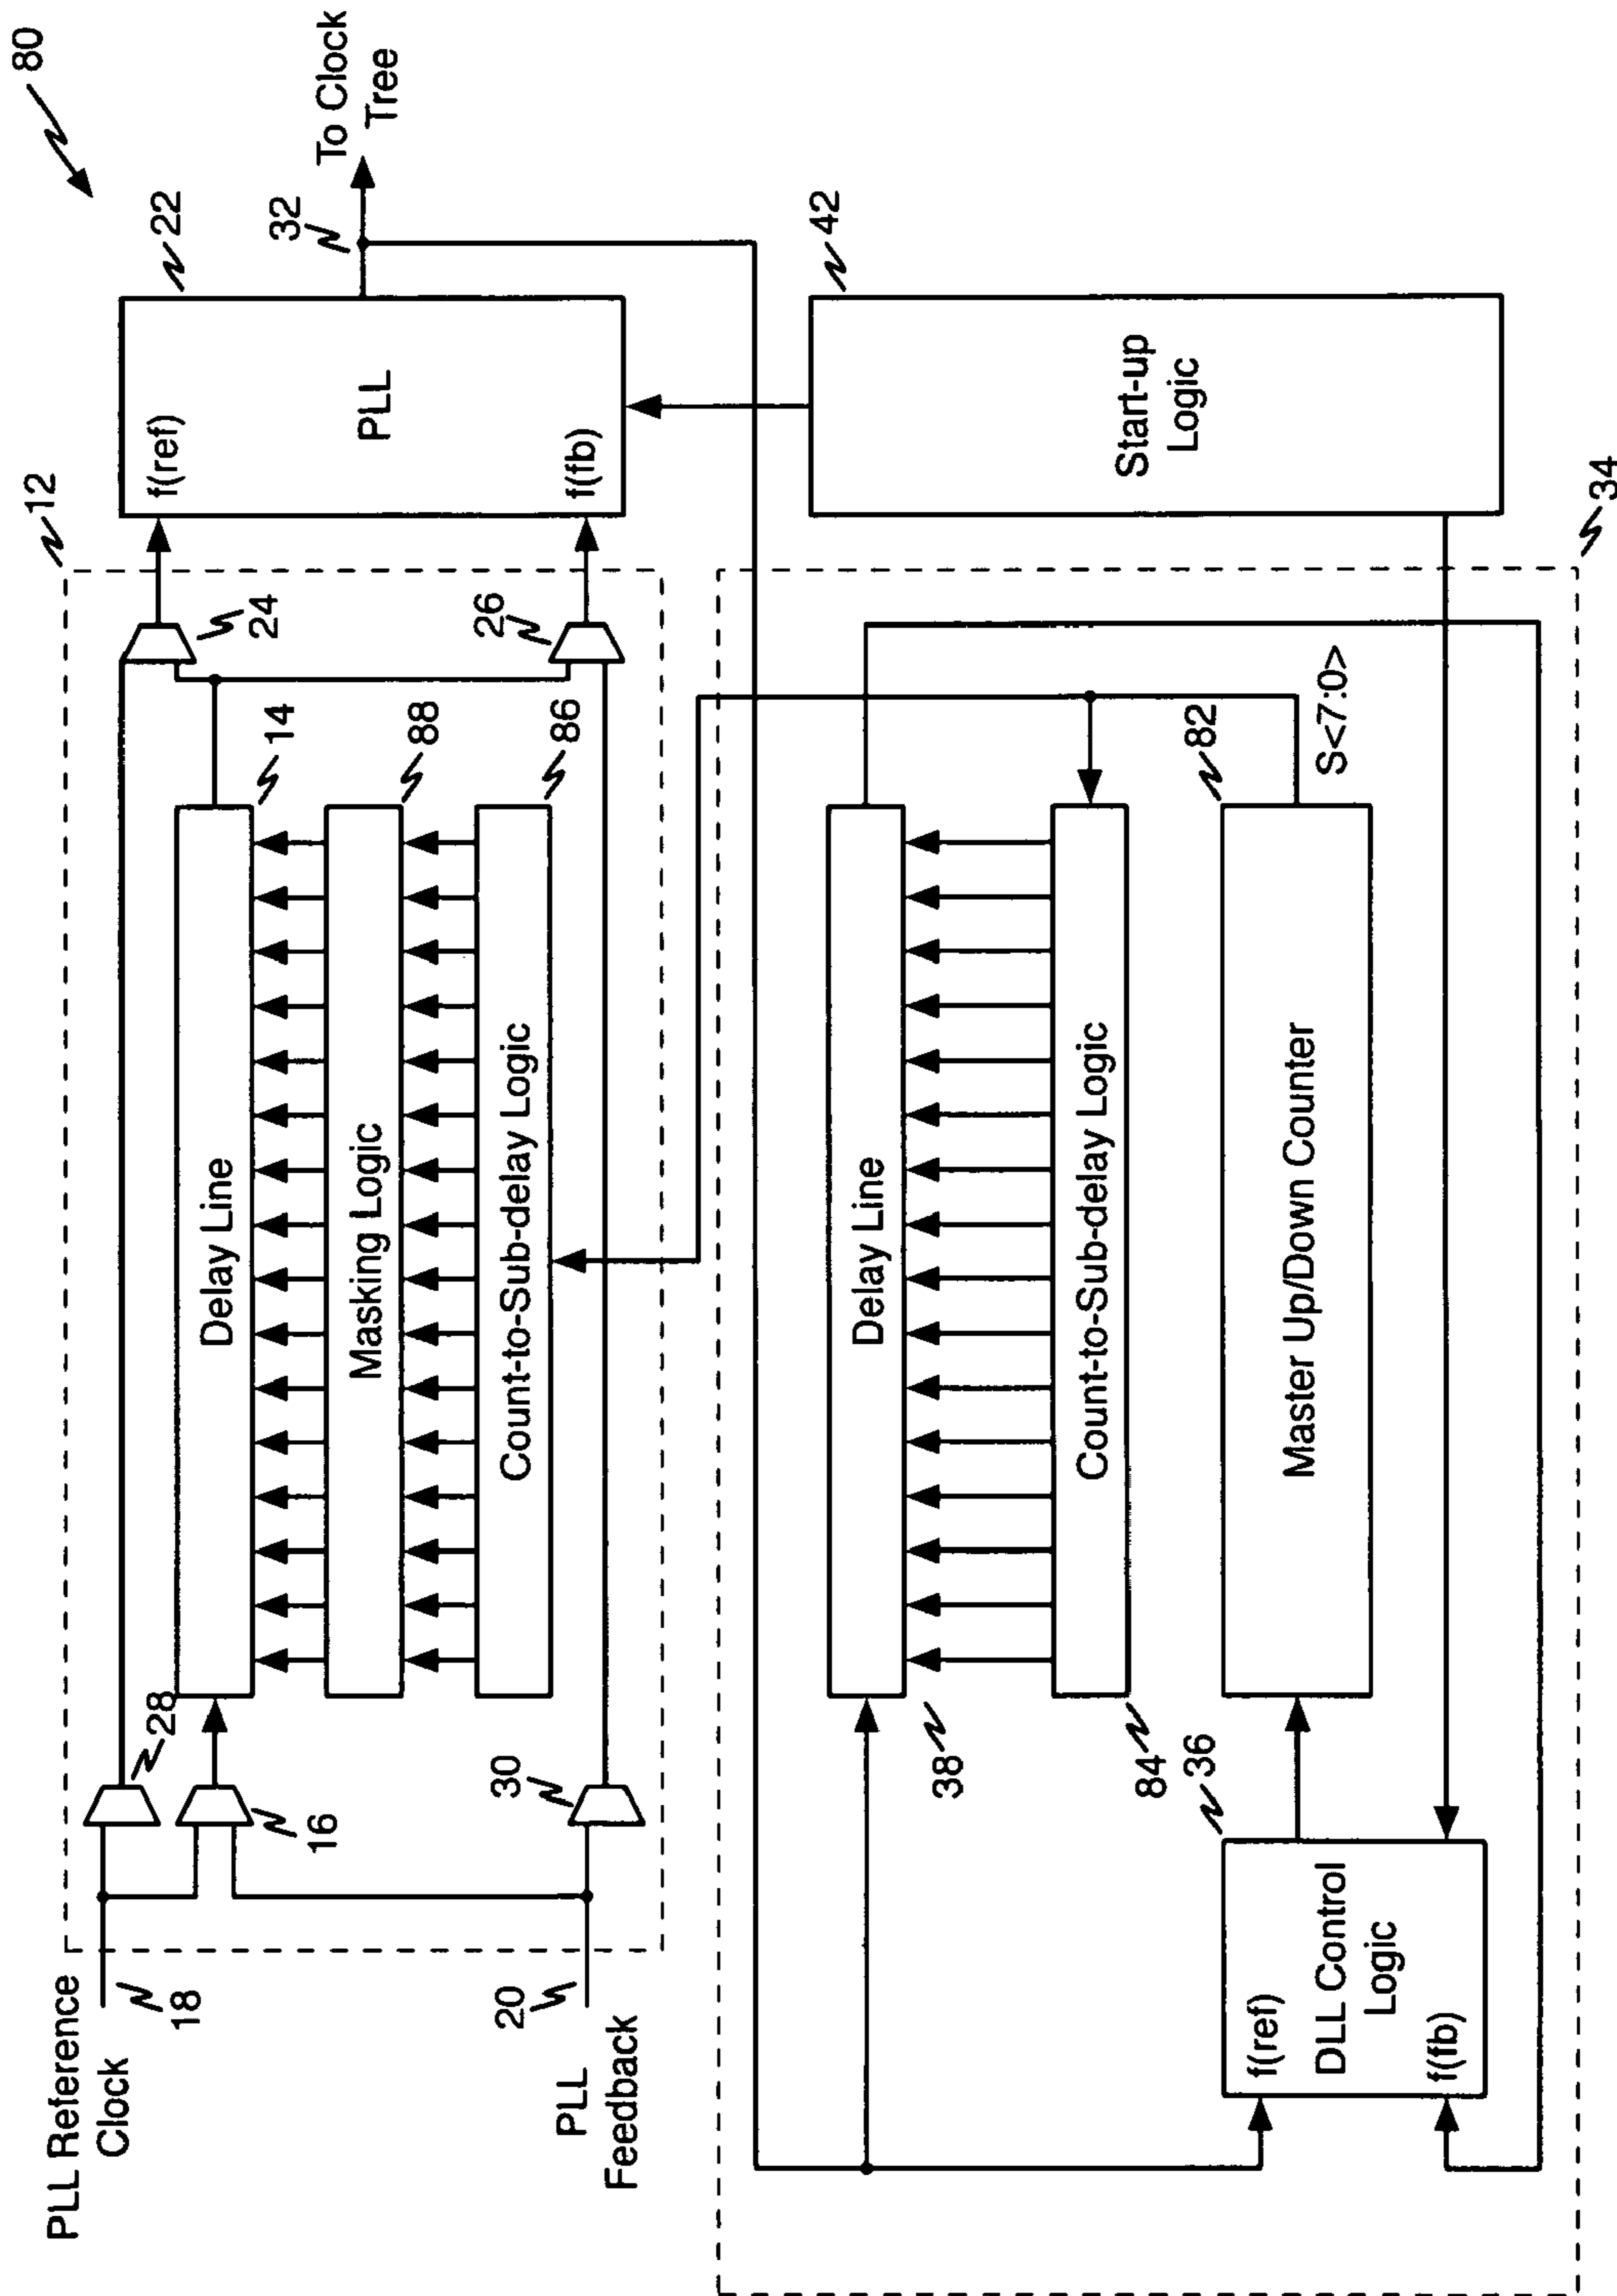 80
PLL Reference
Clock
18
28
16
12
24
f(ref)
PLL
f(fb)
22
32
To Clock
Tree
Delay Line
14
Masking Logic
88
Count-to-Sub-delay Logic
86
26
PLL
Feedback
20
30
Start-up
Logic
42
34
Delay Line
38
Count-to-Sub-delay Logic
84
Master Up/Down Counter
82
S<7:0>
36
f(ref)
DLL Control
Logic
f(fb)